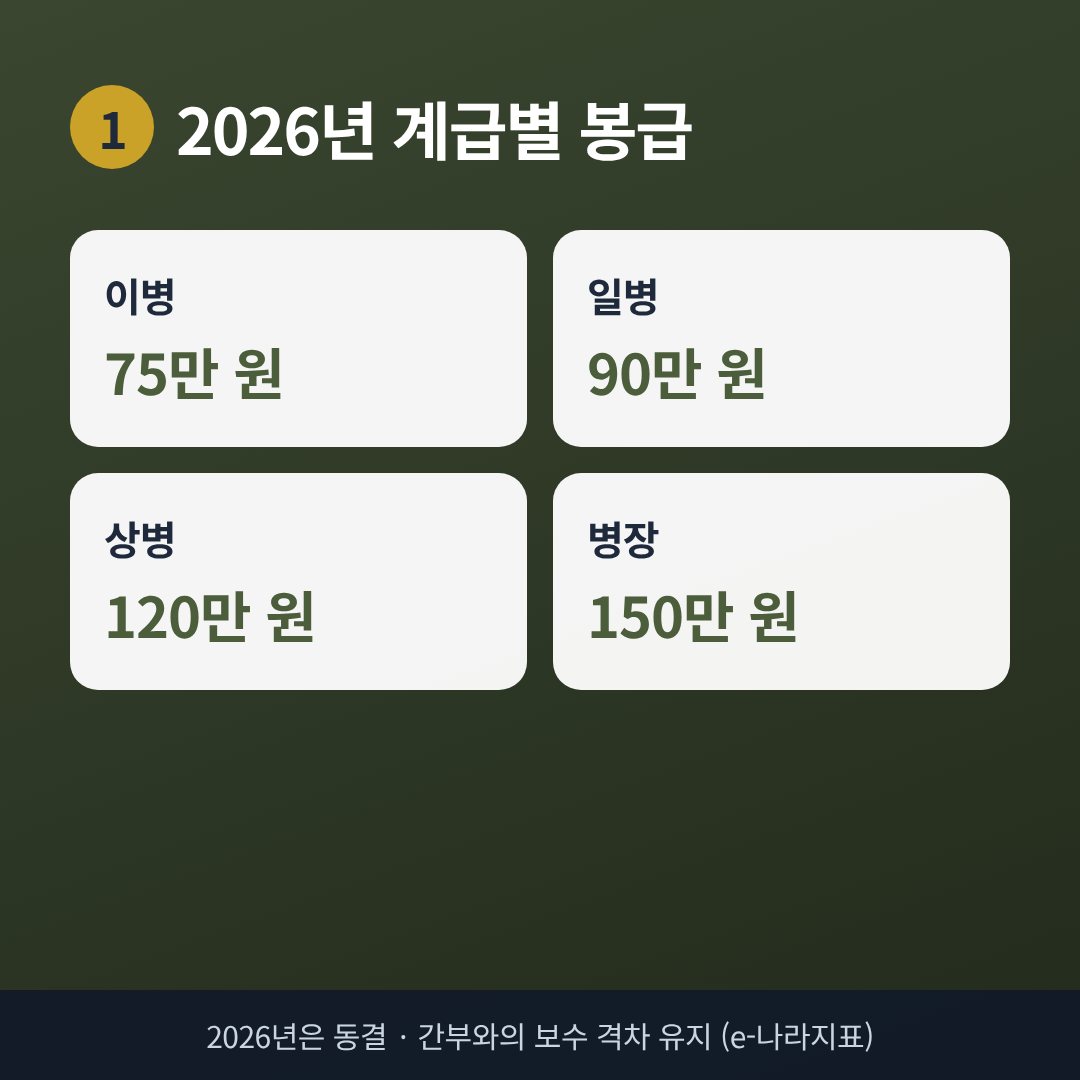 1 2026년 계급별 봉급
이병
75만 원
일병
90만 원
상병
120만 원
병장
150만 원
2026년은 동결 · 간부와의 보수 격차 유지 (e-나라지표)